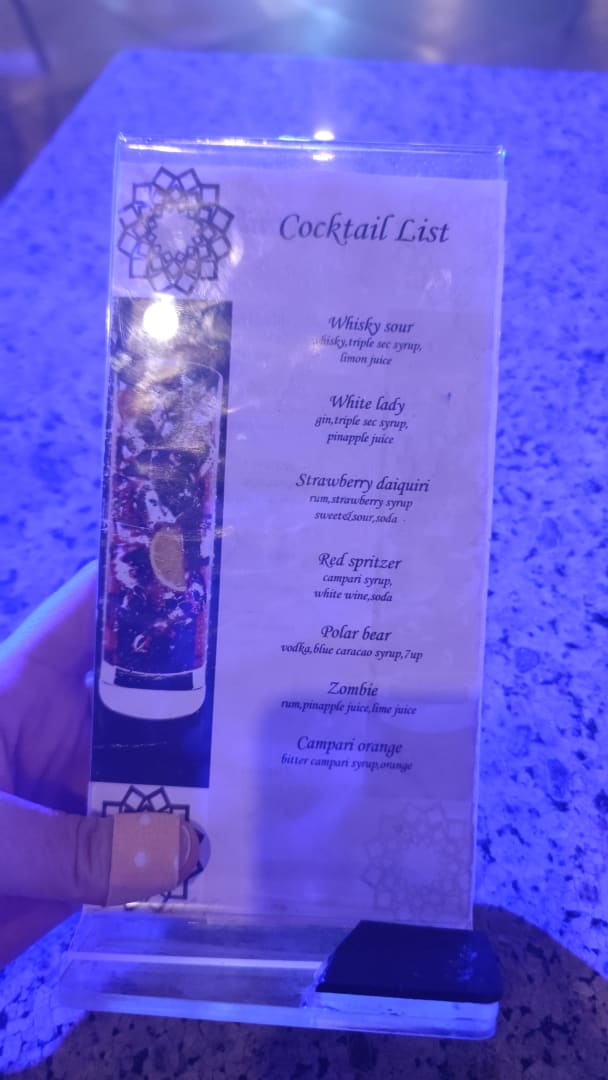 Cocktail List
Whisky sour
whisky,triple sec syrup,
limon juice
White lady
gin,triple sec syrup,
pinapple juice
Strawberry daiquiri
rum,strawberry syrup
sweet&sour,soda
Red spritzer
campari syrup,
white wine,soda
Polar bear
vodka,blue caracao syrup,7up
Zombie
rum,pinapple juice,lime juice
Campari orange
bitter campari syrup,orange